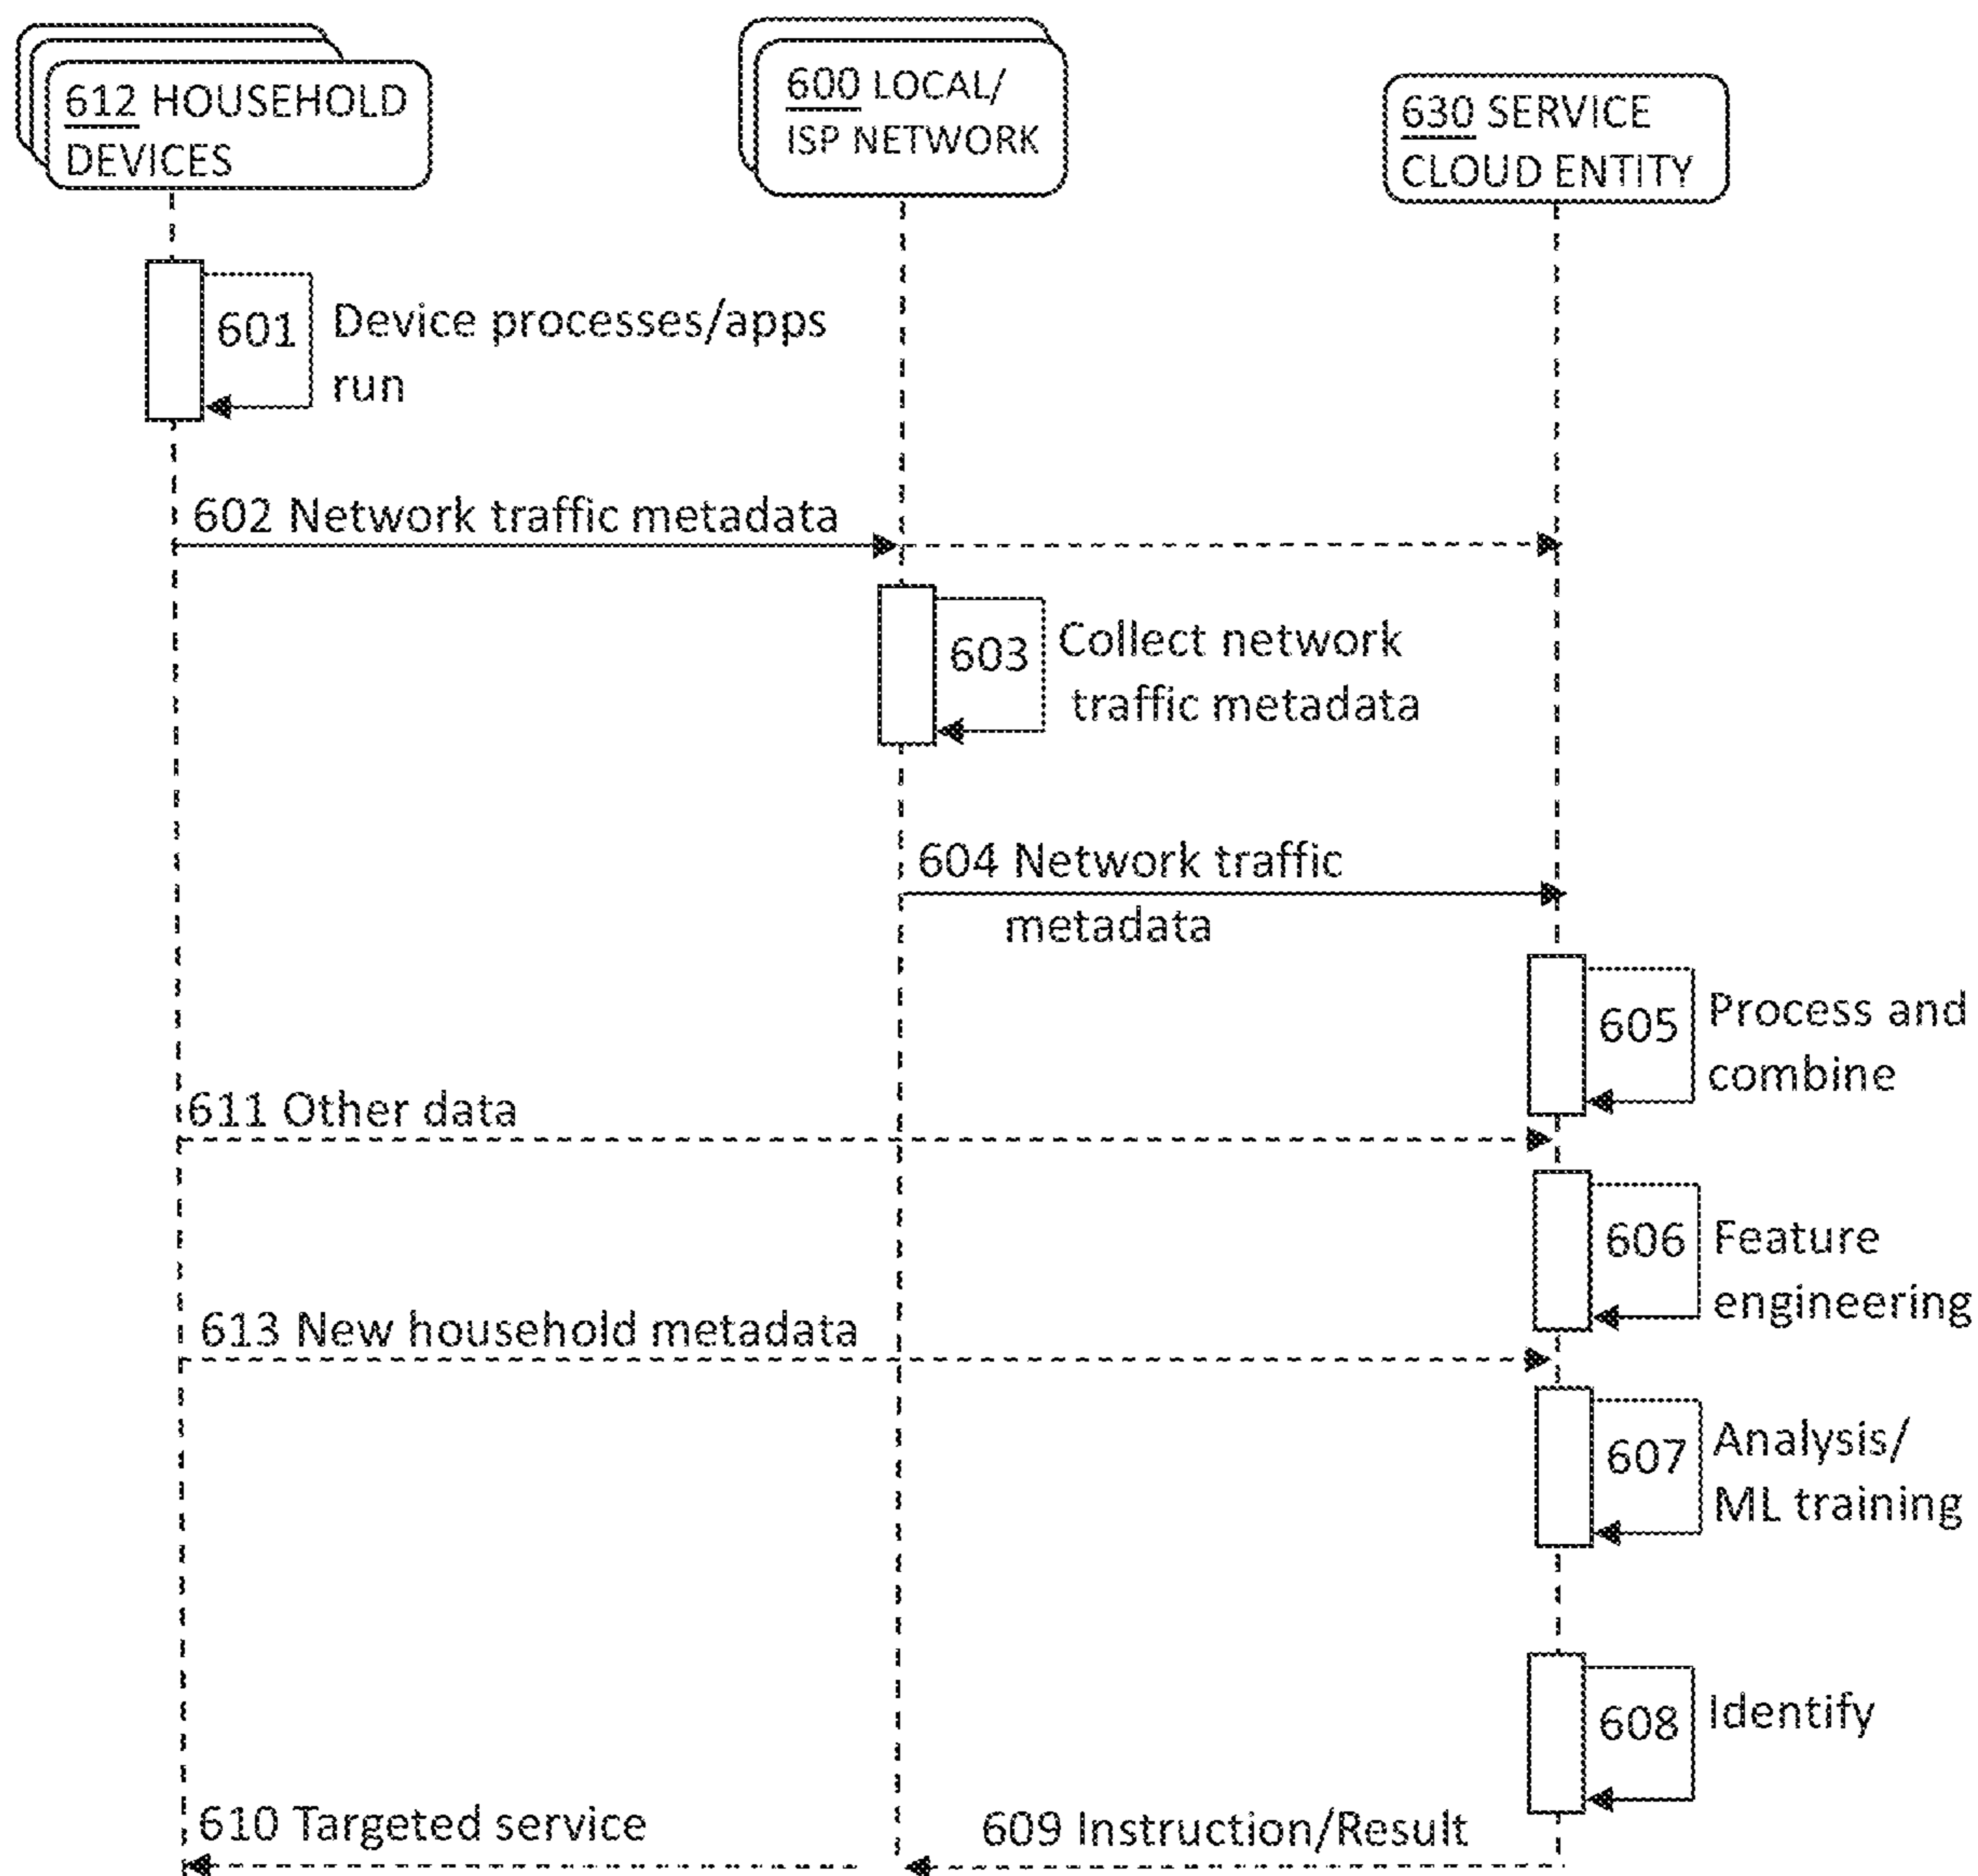 612 HOUSEHOLD
DEVICES
600 LOCAL/
ISP NETWORK
630 SERVICE
CLOUD ENTITY
601
Device processes/apps
run
602 Network traffic metadata
603
Collect network
traffic metadata
604 Network traffic
metadata
605
Process and
combine
611 Other data
606
Feature
engineering
613 New household metadata
607
Analysis/
ML training
608
Identify
610 Targeted service
609 Instruction/Result